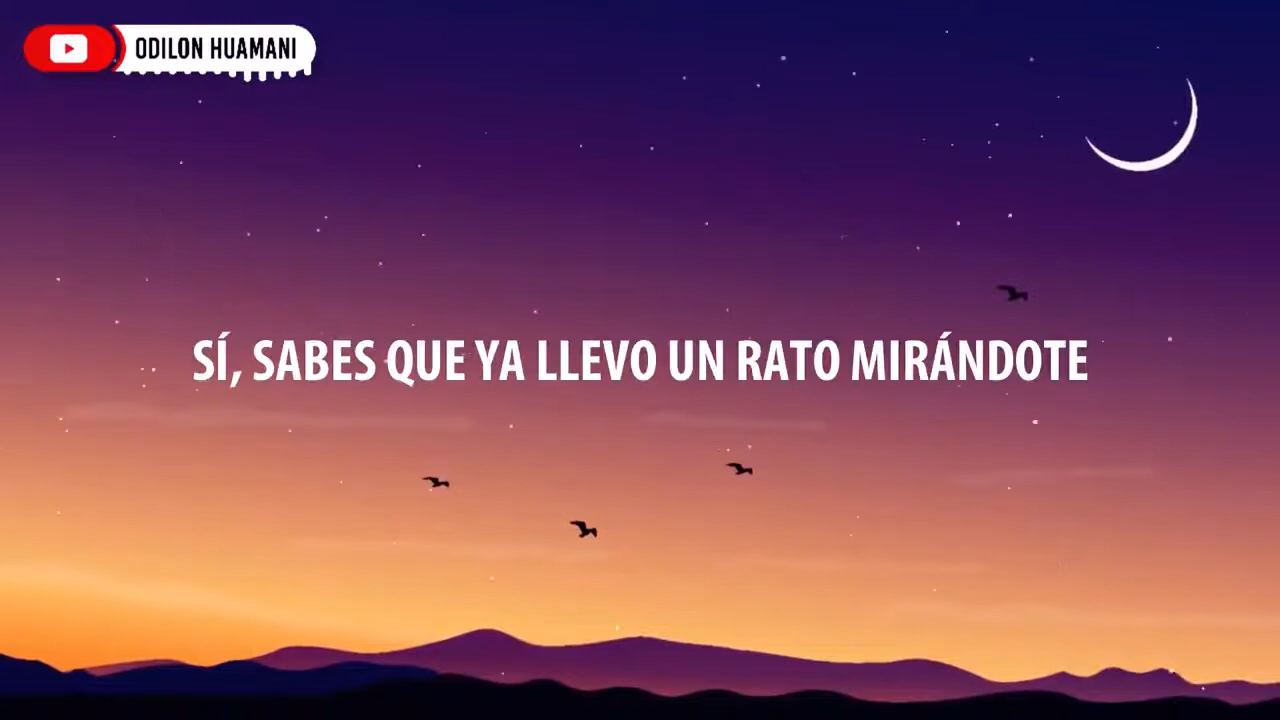 ODILON HUAMANI
SÍ, SABES QUE YA LLEVO UN RATO MIRÁNDOTE